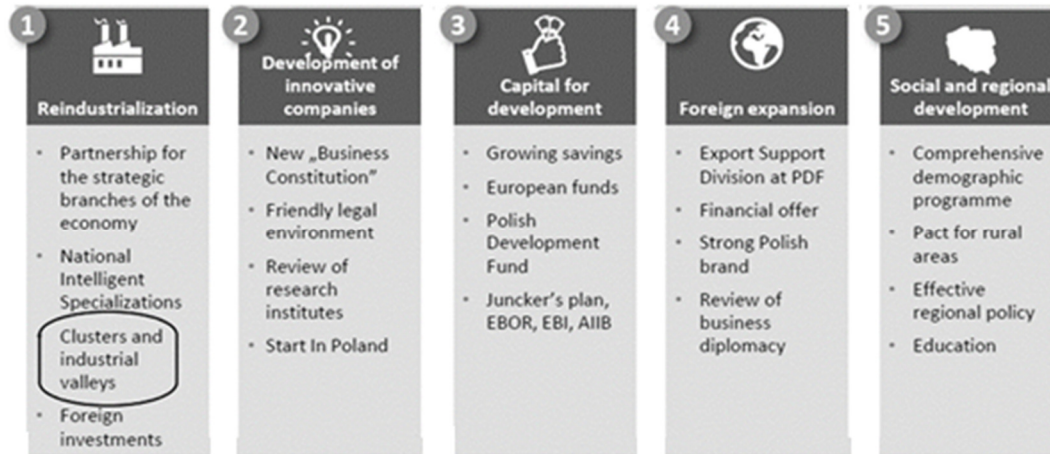 1
Reindustrialization
Partnership for
the strategic
branches of the
economy
National
Intelligent
Specializations
Clusters and
industrial
valleys
Foreign
investments
2
Development of
innovative
companies
New „Business
Constitution”
Friendly legal
environment
Review of
research
institutes
Start In Poland
3
Capital for
development
Growing savings
European funds
Polish
Development
Fund
Juncker's plan,
EBOR, EBI, AIIB
4
Foreign expansion
Export Support
Division at PDF
Financial offer
Strong Polish
brand
Review of
business
diplomacy
5
Social and regional
development
Comprehensive
demographic
programme
Pact for rural
areas
Effective
regional policy
Education